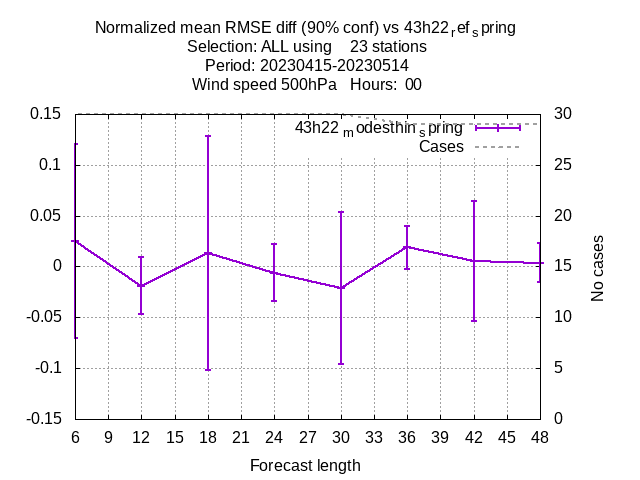 Normalized mean RMSE diff (90% conf) vs 43h22refspring
Selection: ALL using 23 stations
Period: 20230415-20230514
Wind speed 500hPa Hours: 00
43h22modesthinspring
Cases
0.15
0.1
0.05
0
-0.05
-0.1
-0.15
30
25
20
15
10
5
0
No cases
6 9 12 15 18 21 24 27 30 33 36 39 42 45 48
Forecast length